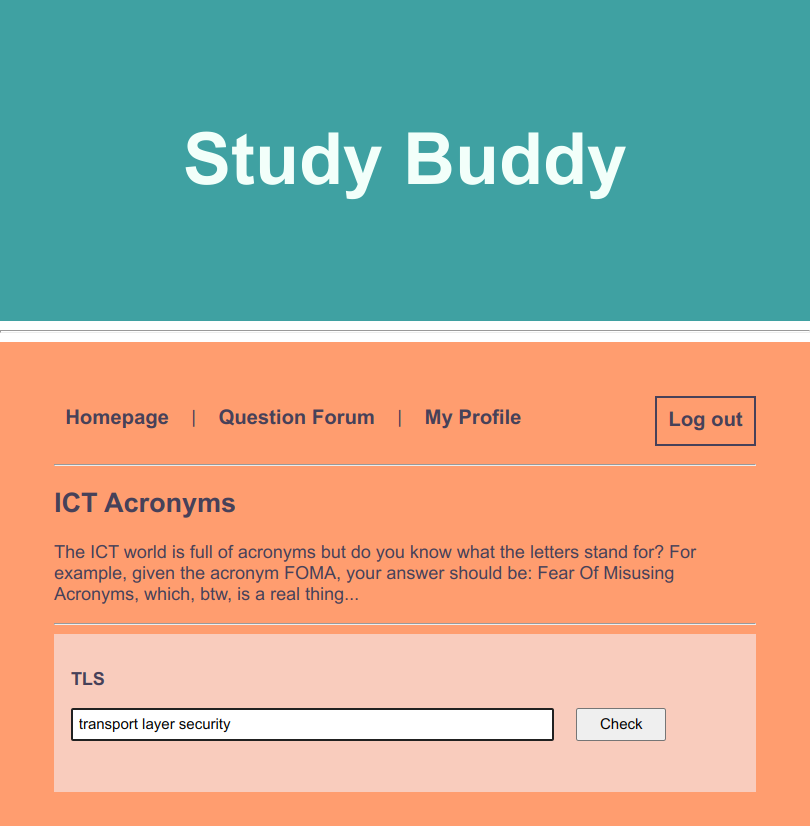 Study Buddy
Homepage | Question Forum | My Profile Log out
ICT Acronyms
The ICT world is full of acronyms but do you know what the letters stand for? For
example, given the acronym FOMA, your answer should be: Fear Of Misusing
Acronyms, which, btw, is a real thing...
TLS
transport layer security Check